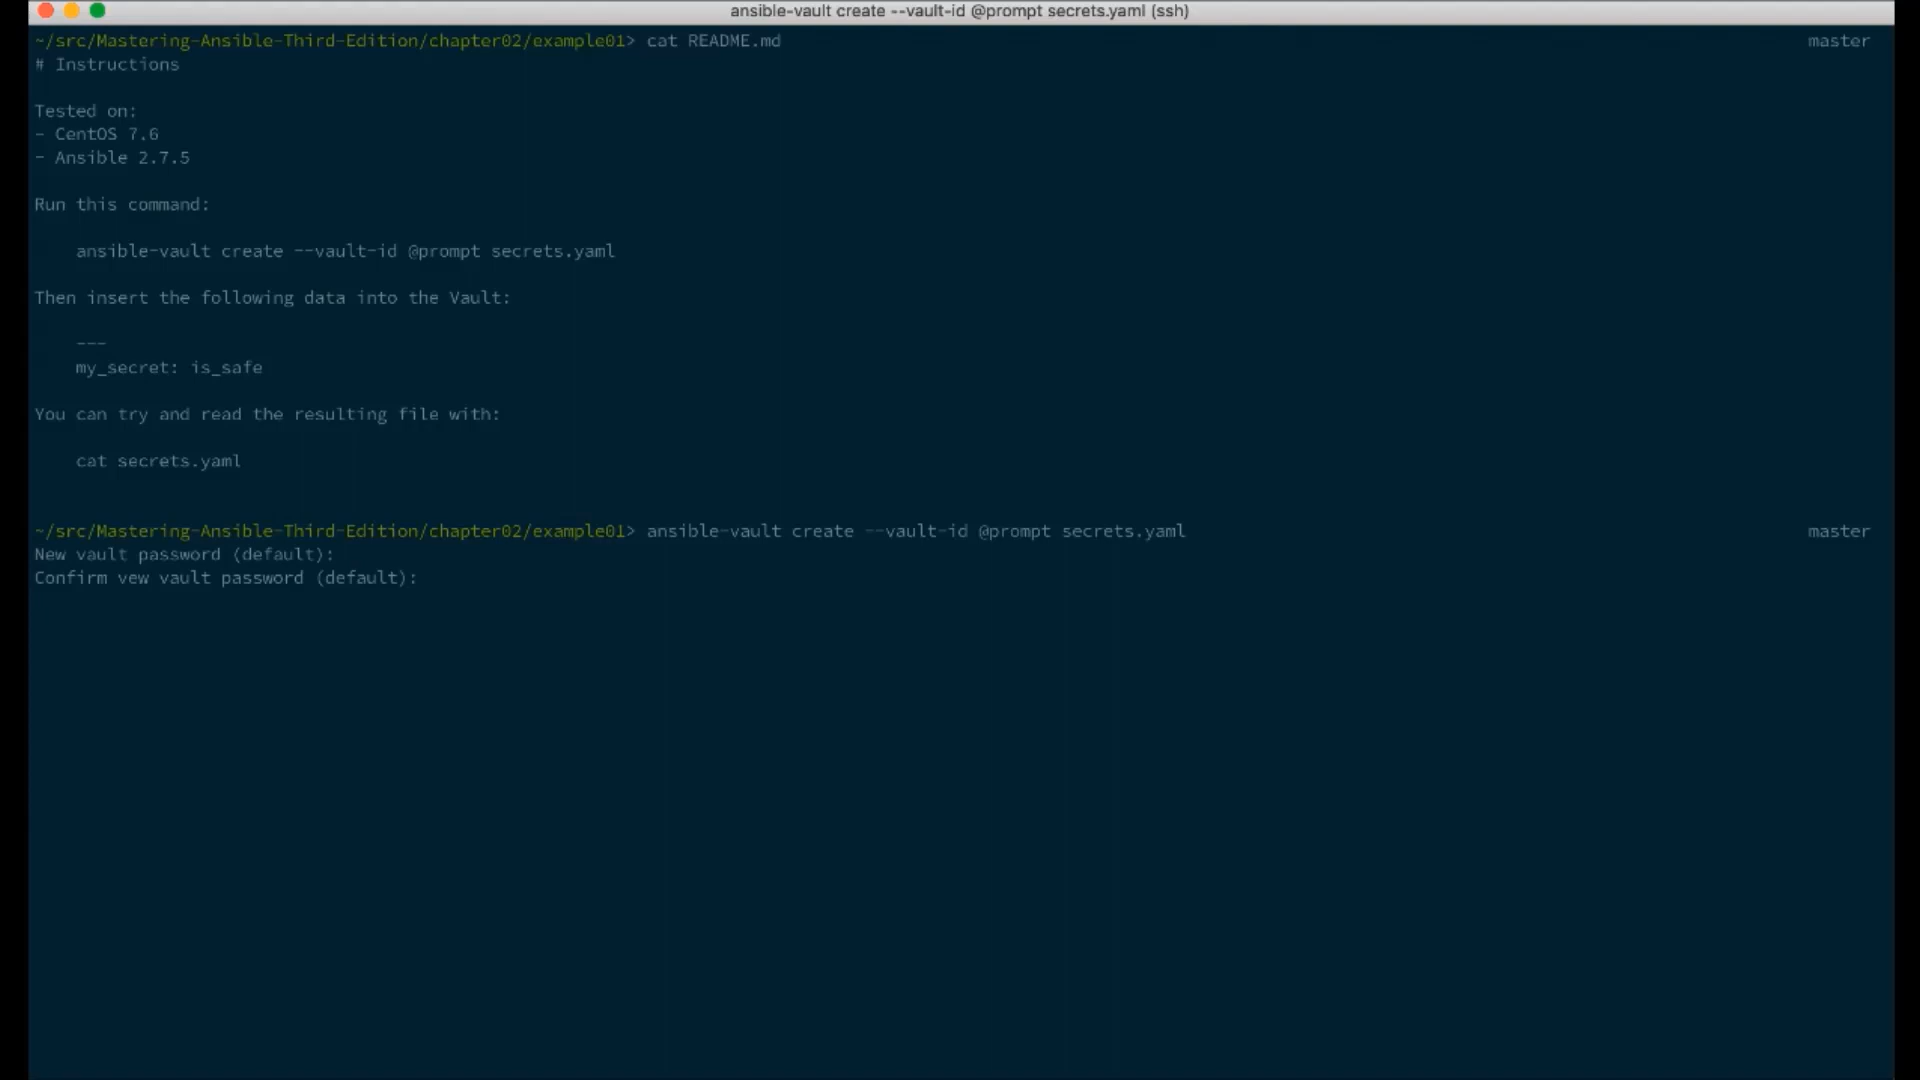 ansible-vault create --vault-id @prompt secrets.yaml (ssh)
~/src/Mastering-Ansible-Third-Edition/chapter02/example01> cat README.md master
# Instructions
Tested on:
- CentOS 7.6
- Ansible 2.7.5
Run this command:
ansible-vault create --vault-id @prompt secrets.yaml
Then insert the following data into the Vault:
---
my_secret: is_safe
You can try and read the resulting file with:
cat secrets.yaml
~/src/Mastering-Ansible-Third-Edition/chapter02/example01> ansible-vault create --vault-id @prompt secrets.yaml master
New vault password (default):
Confirm vew vault password (default):